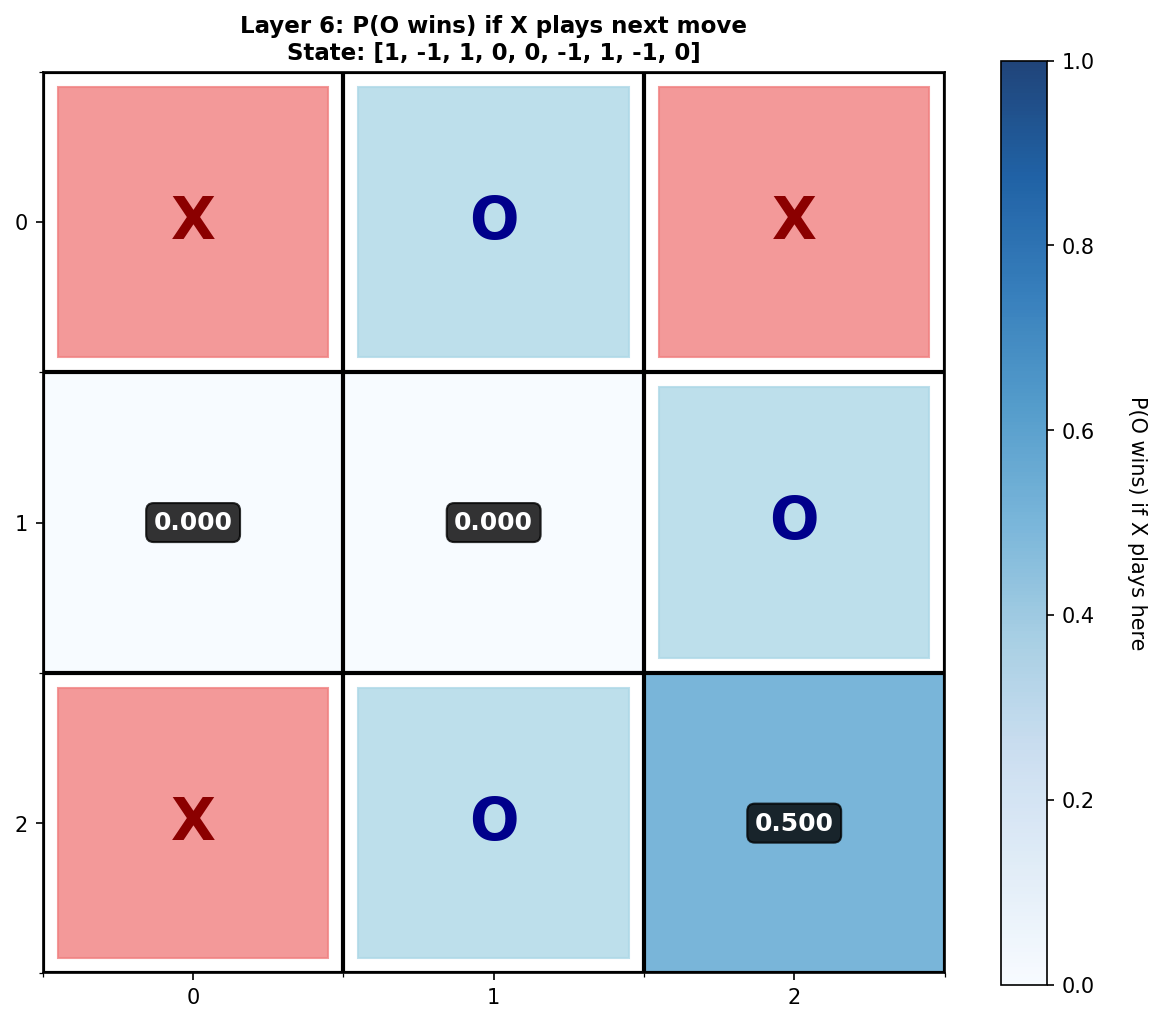 Layer 6: P(O wins) if X plays next move
State: [1, -1, 1, 0, 0, -1, 1, -1, 0]
X O X
0.000 0.000 O
X O 0.500
0
1
2
0 1 2
1.0
0.8
0.6
0.4
0.2
0.0
P(O wins) if X plays here